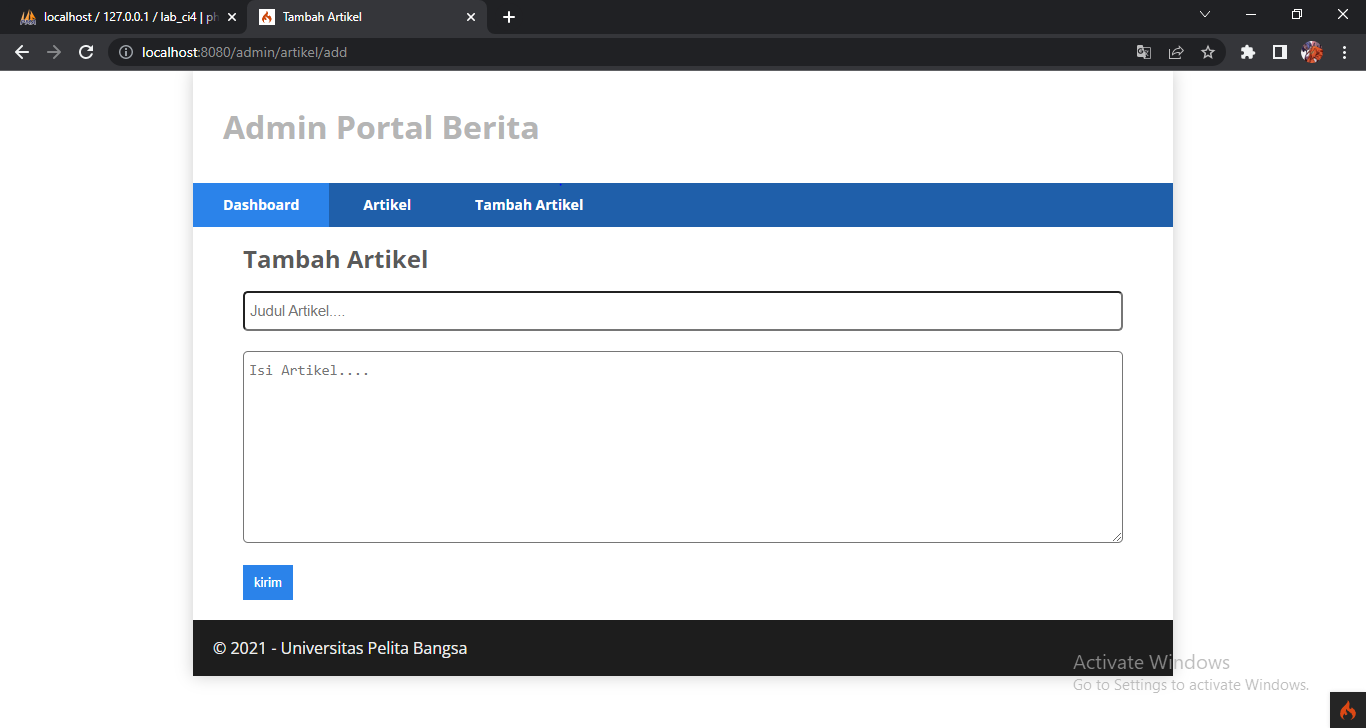 localhost / 127.0.0.1 / lab_ci4 | ph
Tambah Artikel
localhost:8080/admin/artikel/add
Admin Portal Berita
Dashboard Artikel Tambah Artikel
Tambah Artikel
Judul Artikel....
Isi Artikel....
kirim
© 2021 - Universitas Pelita Bangsa
Activate Windows
Go to Settings to activate Windows.